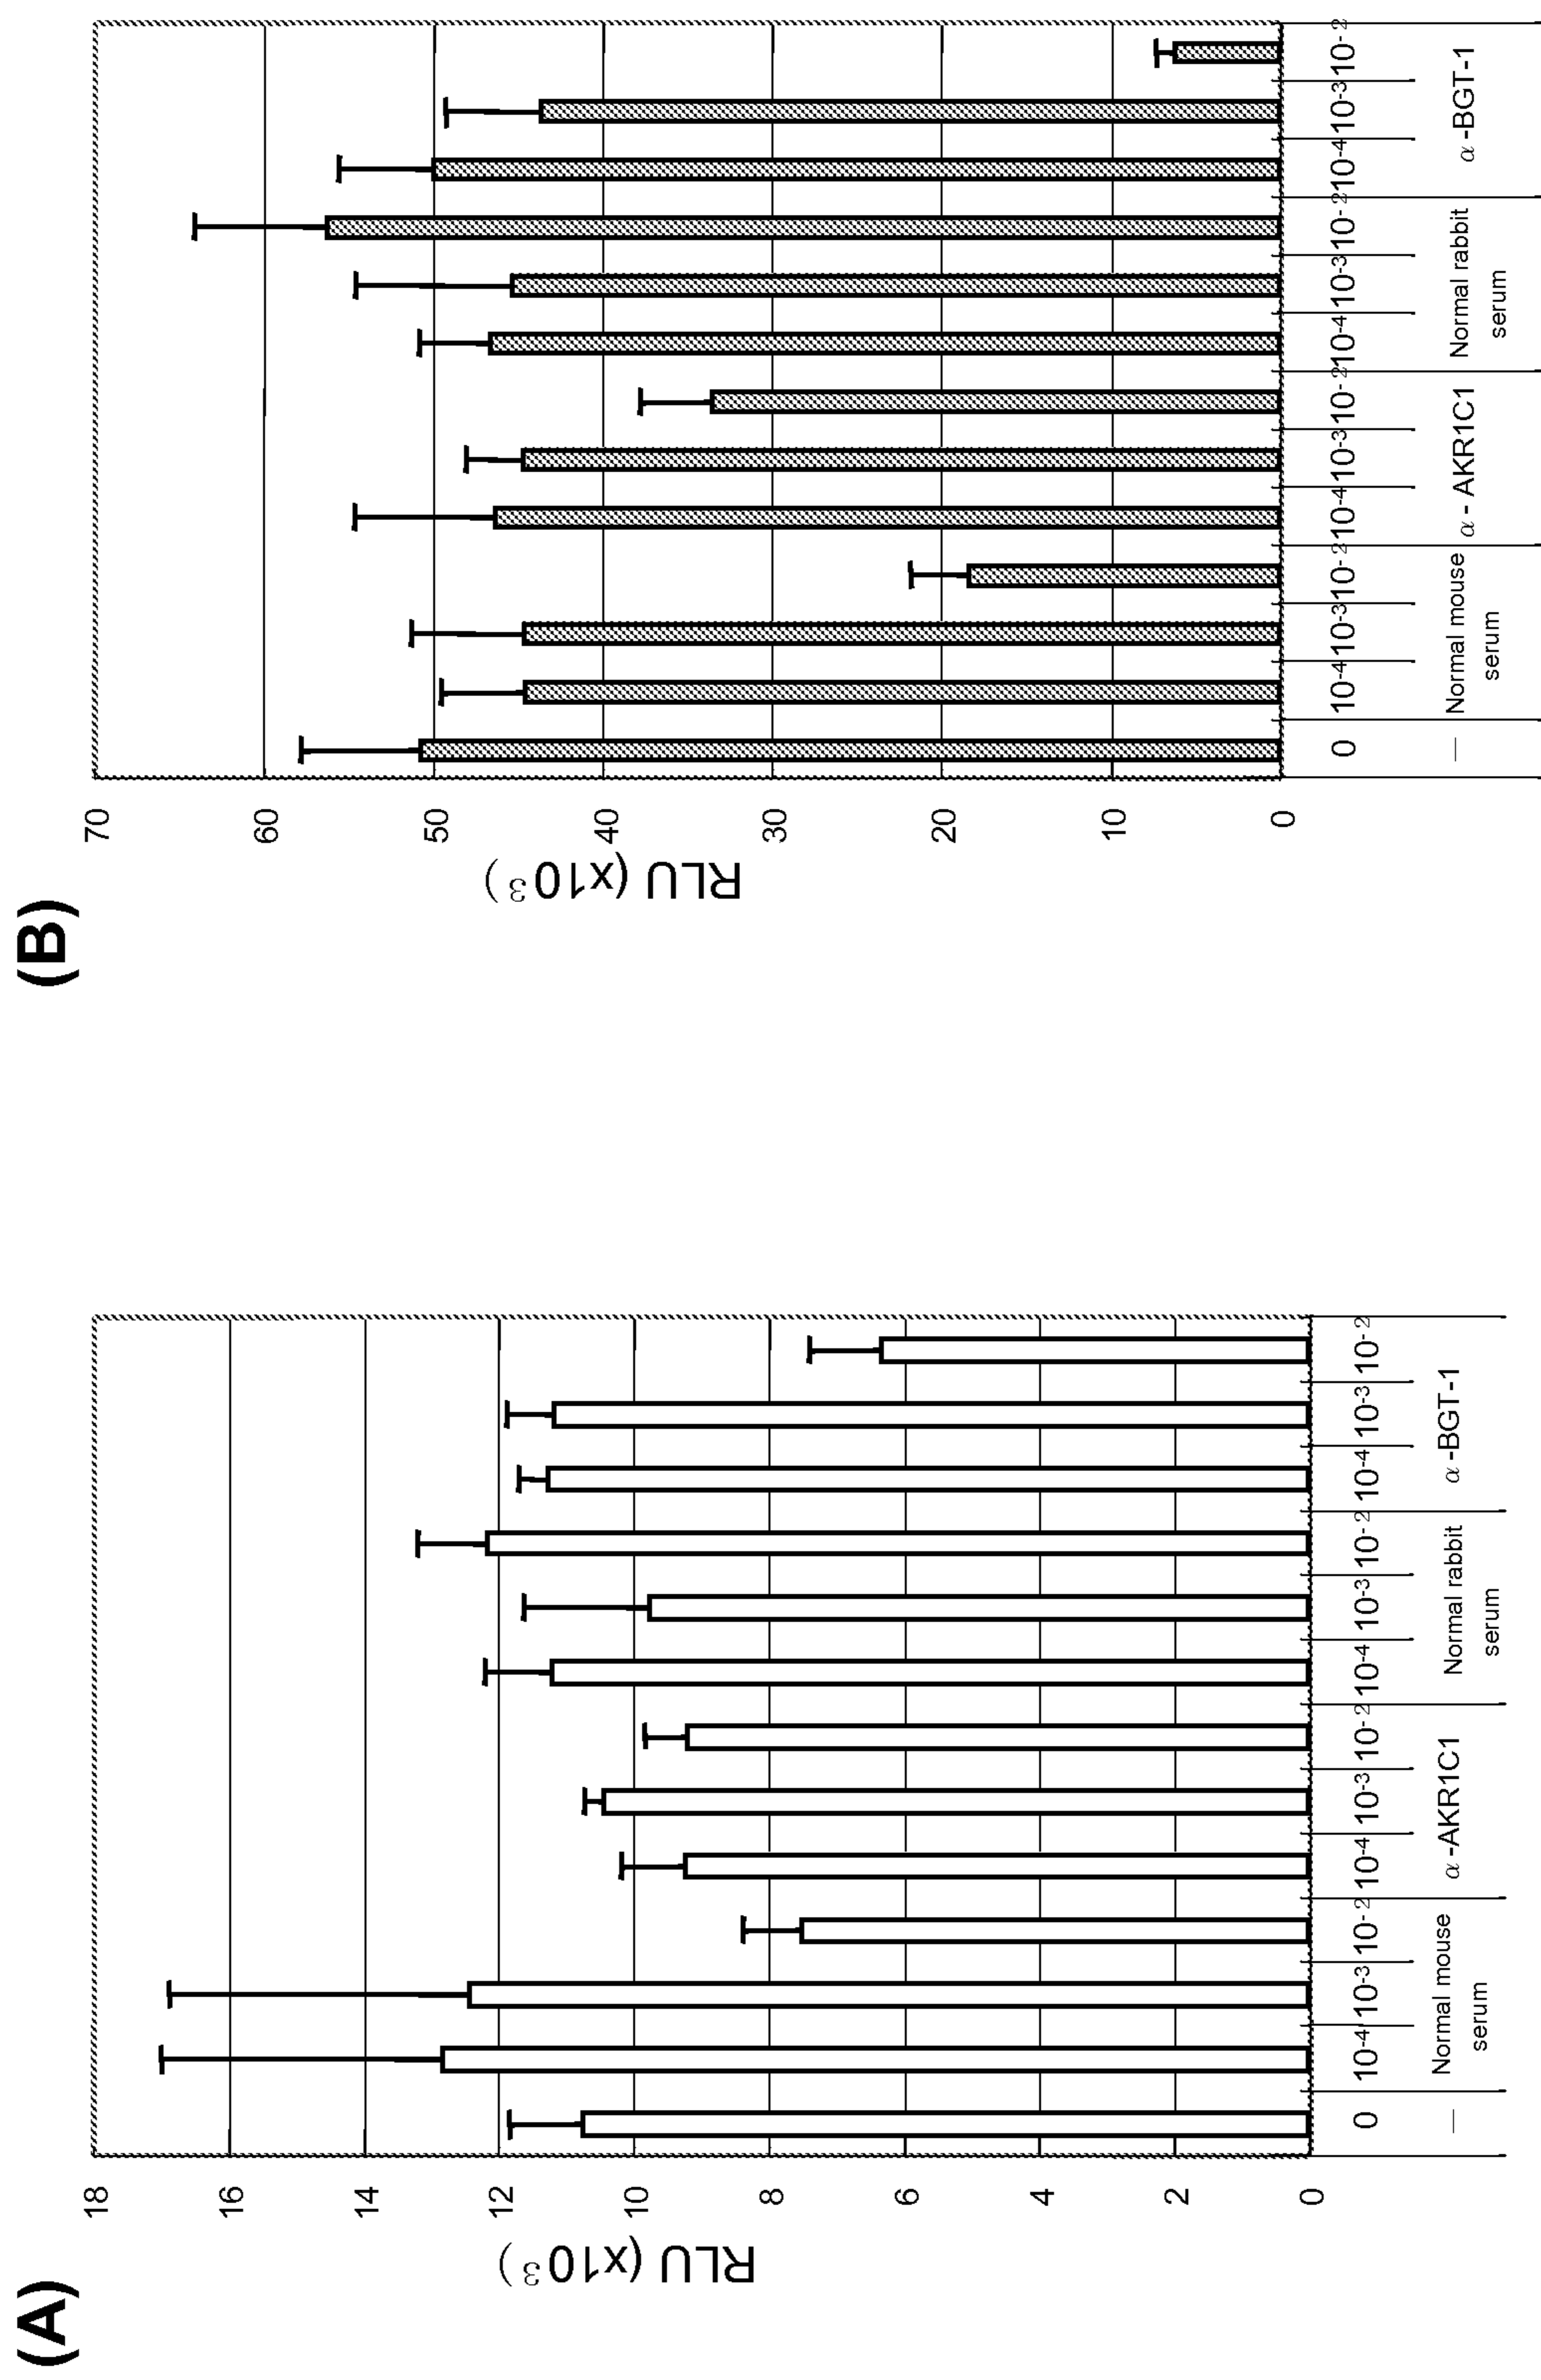 (A)
RLU (x10³)
18
16
14
12
10
8
6
4
2
0
0 10-4 10-3 10-2 10-4 10-3 10-2 10-4 10-3 10-2 10-4 10-3 10-2
— Normal mouse serum α-AKR1C1 Normal rabbit serum α-BGT-1
(B)
RLU (x10³)
70
60
50
40
30
20
10
0
0 10-4 10-3 10-2 10-4 10-3 10-2 10-4 10-3 10-2 10-4 10-3 10-2
— Normal mouse serum α- AKR1C1 Normal rabbit serum α-BGT-1